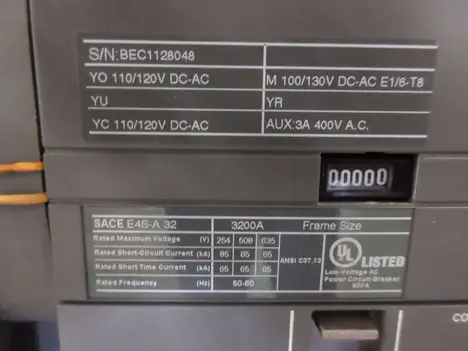 S/N: BEC1128048
YO 110/120V DC-AC M 100/130V DC-AC E1/6-T8
YU YR
YC 110/120V DC-AC AUX:3A 400V A.C.
00000
SACE E4S-A 32 3200A Frame Size
Rated Maximum Voltage (V) 254 508 635
Rated Short-Circuit Current (kA) 65 65 65
Rated Short Time Current (kA) 65 65 65
Rated Frequency (Hz) 50-60
ANSI C37.13
UL LISTED
Low-Voltage AC
Power Circuit-Breaker
CO